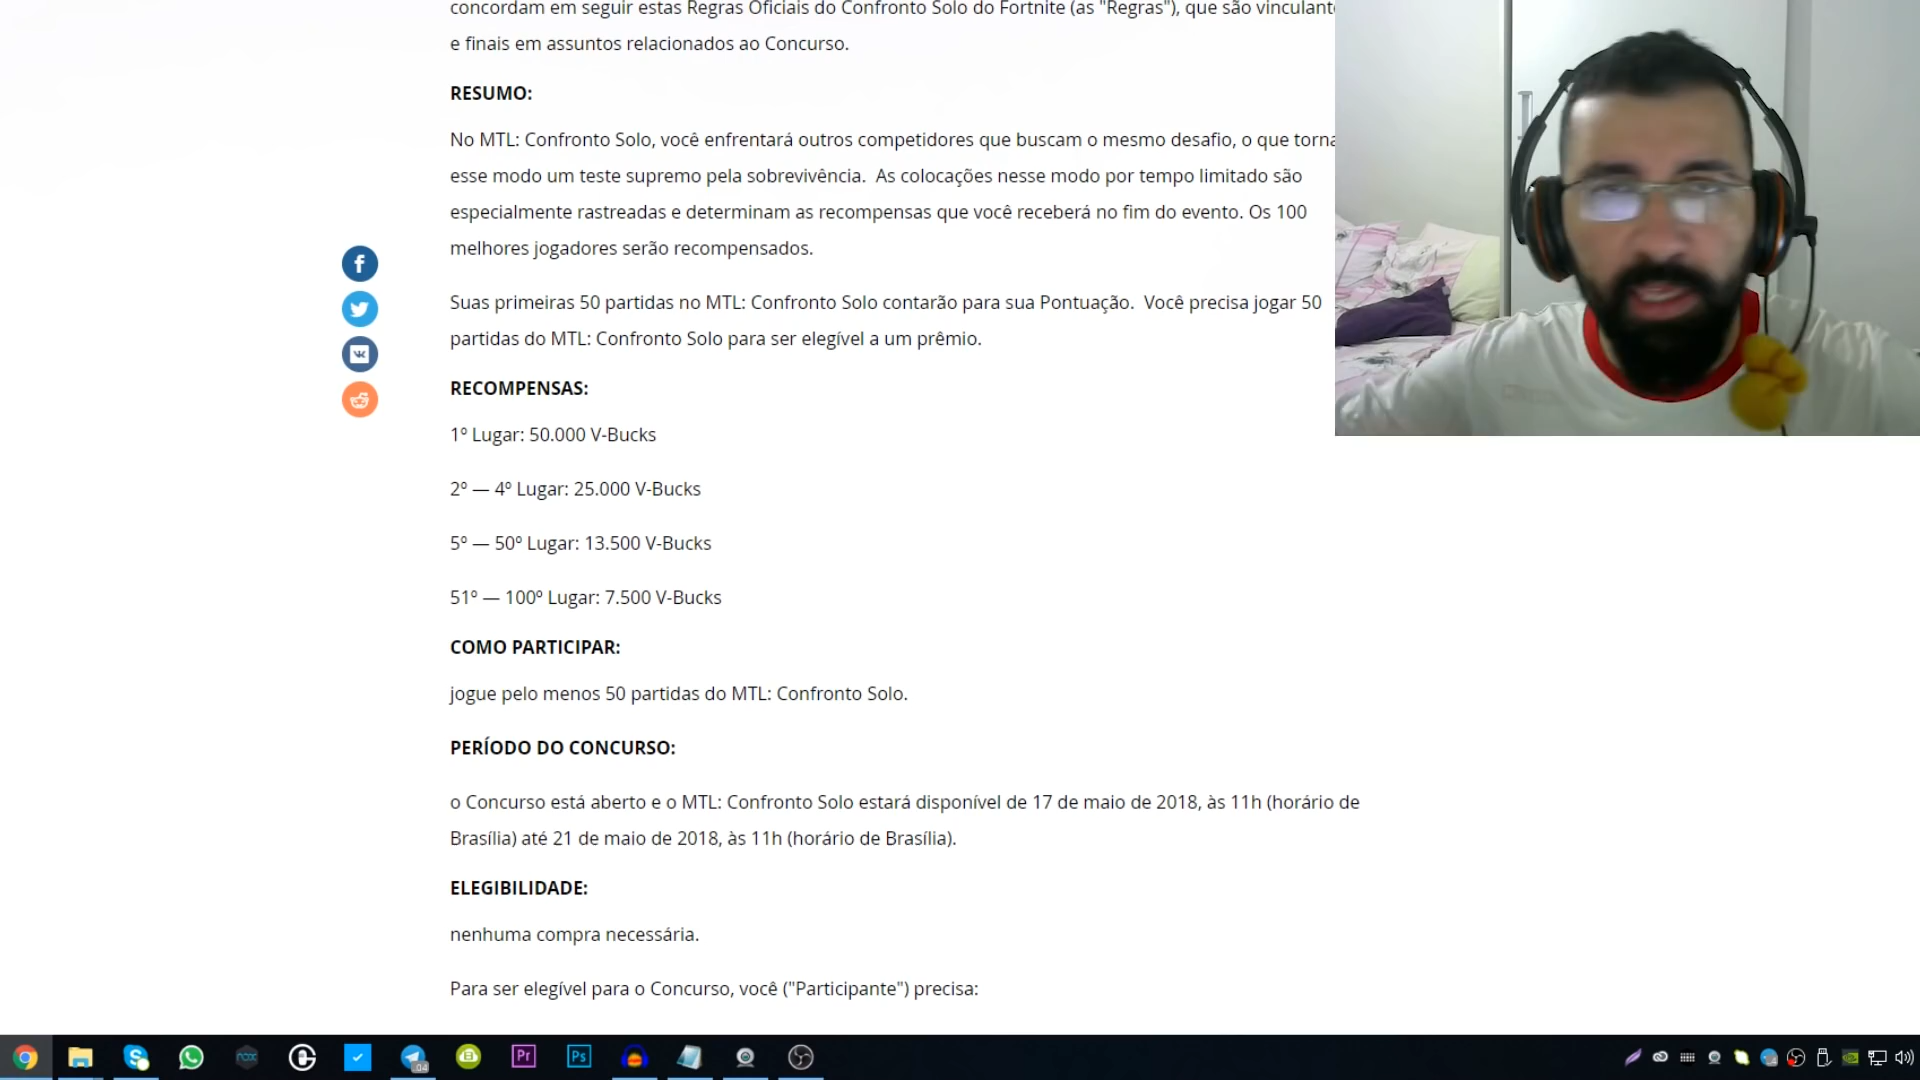 concordam em seguir estas Regras Oficiais do Confronto Solo do Fortnite (as "Regras"), que são
e finais em assuntos relacionados ao Concurso.
RESUMO:
No MTL: Confronto Solo, você enfrentará outros competidores que buscam o mesmo desafio, o que torna
esse modo um teste supremo pela sobrevivência. As colocações nesse modo por tempo limitado são
especialmente rastreadas e determinam as recompensas que você receberá no fim do evento. Os 100
melhores jogadores serão recompensados.
Suas primeiras 50 partidas no MTL: Confronto Solo contarão para sua Pontuação. Você precisa jogar 50
partidas do MTL: Confronto Solo para ser elegível a um prêmio.
RECOMPENSAS:
1º Lugar: 50.000 V-Bucks
2º — 4º Lugar: 25.000 V-Bucks
5º — 50º Lugar: 13.500 V-Bucks
51º — 100º Lugar: 7.500 V-Bucks
COMO PARTICIPAR:
jogue pelo menos 50 partidas do MTL: Confronto Solo.
PERÍODO DO CONCURSO:
o Concurso está aberto e o MTL: Confronto Solo estará disponível de 17 de maio de 2018, às 11h (horário de
Brasília) até 21 de maio de 2018, às 11h (horário de Brasília).
ELEGIBILIDADE:
nenhuma compra necessária.
Para ser elegível para o Concurso, você ("Participante") precisa:
nox
04
Pr
Ps